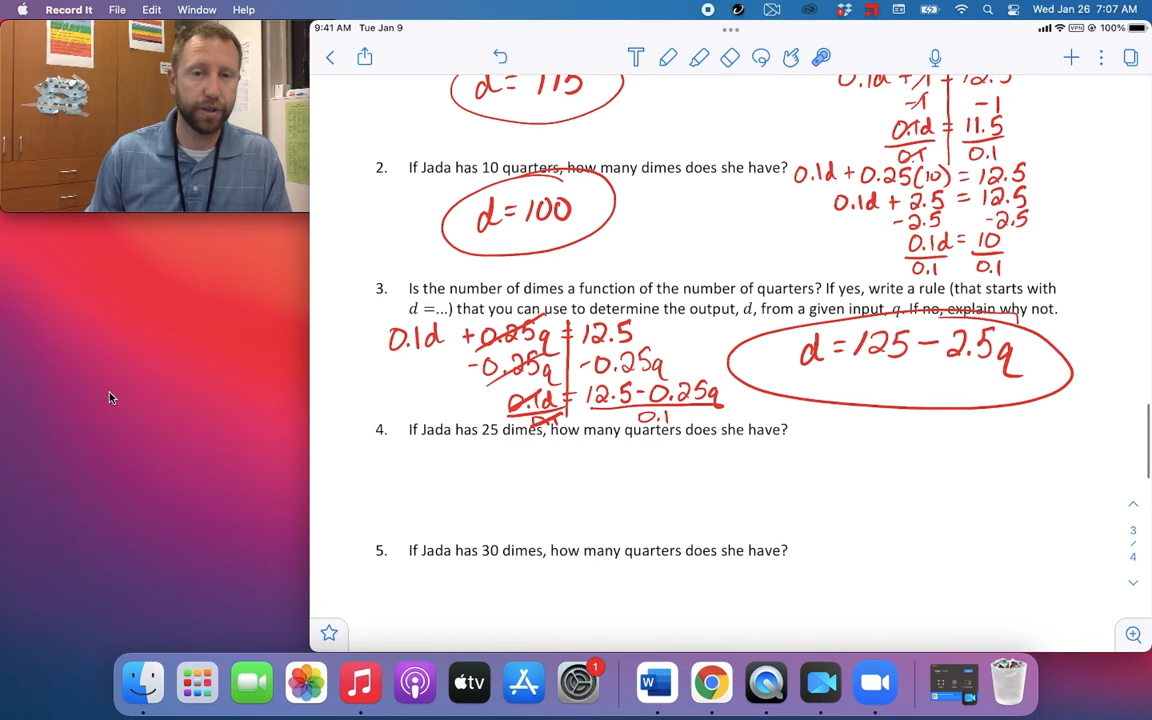 Record It File Edit Window Help Wed Jan 26 7:07 AM
9:41 AM Tue Jan 9 VPN 100%
d = 115
0.1d + 1 = 12.5
-1 -1
0.1d = 11.5
0.1 0.1
2. If Jada has 10 quarters, how many dimes does she have?
0.1d + 0.25(10) = 12.5
d = 100
0.1d + 2.5 = 12.5
-2.5 -2.5
0.1d = 10
0.1 0.1
3. Is the number of dimes a function of the number of quarters? If yes, write a rule (that starts with
d =...) that you can use to determine the output, d, from a given input, q. If no, explain why not.
0.1d + 0.25q = 12.5
-0.25q -0.25q
0.1d = 12.5-0.25q
0.1 0.1
d = 125 - 2.5q
4. If Jada has 25 dimes, how many quarters does she have?
5. If Jada has 30 dimes, how many quarters does she have?
3
/
4
tv
1
W